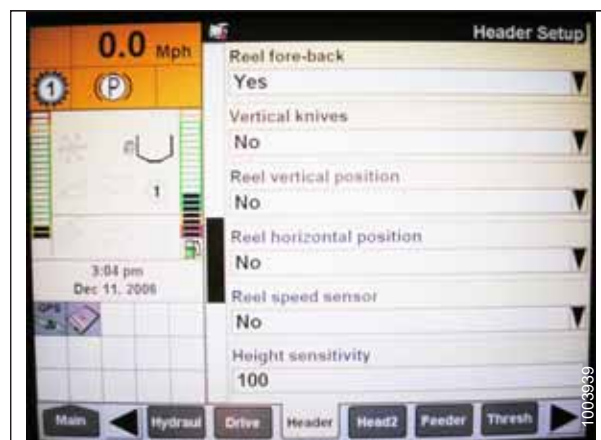 0.0 Mph
Header Setup
1
(P)
Reel fore-back
Yes
Vertical knives
No
Reel vertical position
No
1
Reel horizontal position
No
3:04 pm
Dec 11, 2006
Reel speed sensor
No
GPS
Height sensitivity
100
Main
Hydraul
Drive
Header
Head2
Feeder
Thresh
1003939